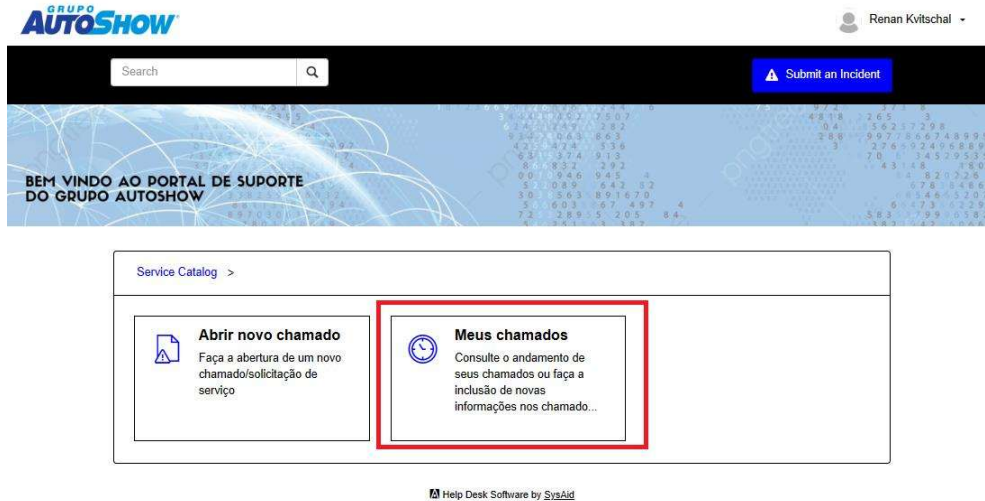 GRUPO
AUTOSHOW
Renan Kvitschal
Search
Submit an Incident
BEM VINDO AO PORTAL DE SUPORTE
DO GRUPO AUTOSHOW
Service Catalog >
Abrir novo chamado
Faça a abertura de um novo
chamado/solicitação de
serviço
Meus chamados
Consulte o andamento de
seus chamados ou faça a
inclusão de novas
informações nos chamado...
Help Desk Software by SysAid